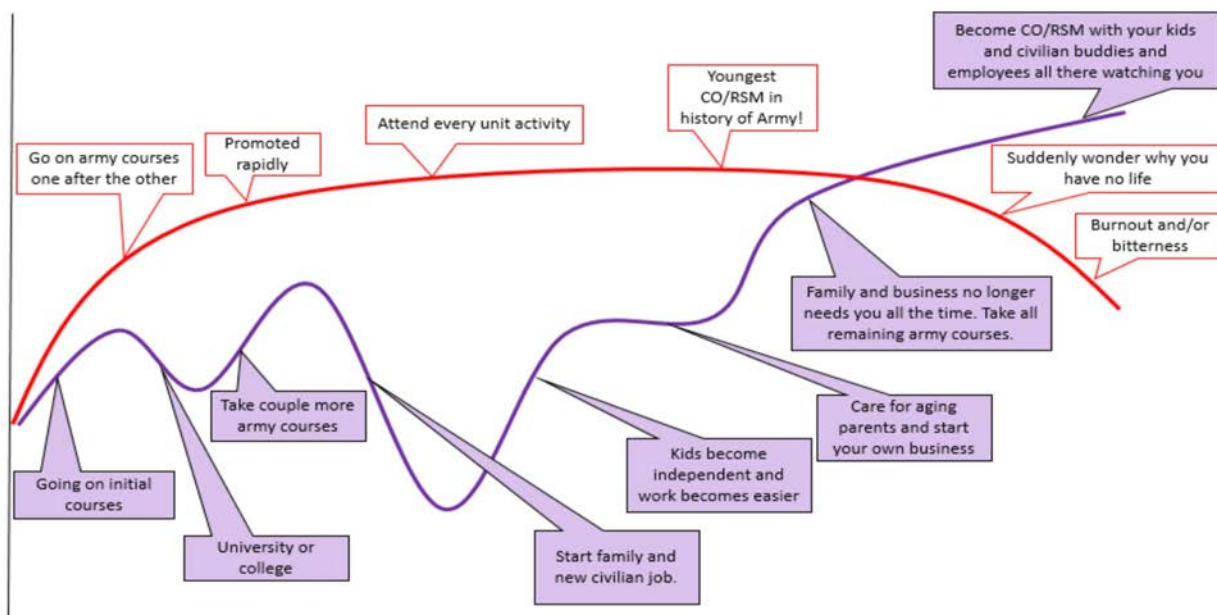 Become CO/RSM with your kids
and civilian buddies and
employees all there watching you
Youngest
CO/RSM in
history of Army!
Attend every unit activity
Promoted
rapidly
Go on army courses
one after the other
Suddenly wonder why you
have no life
Burnout and/or
bitterness
Family and business no longer
needs you all the time. Take all
remaining army courses.
Take couple more
army courses
Care for aging
parents and start
your own business
Kids become
independent and
work becomes easier
Going on initial
courses
University or
college
Start family and
new civilian job.